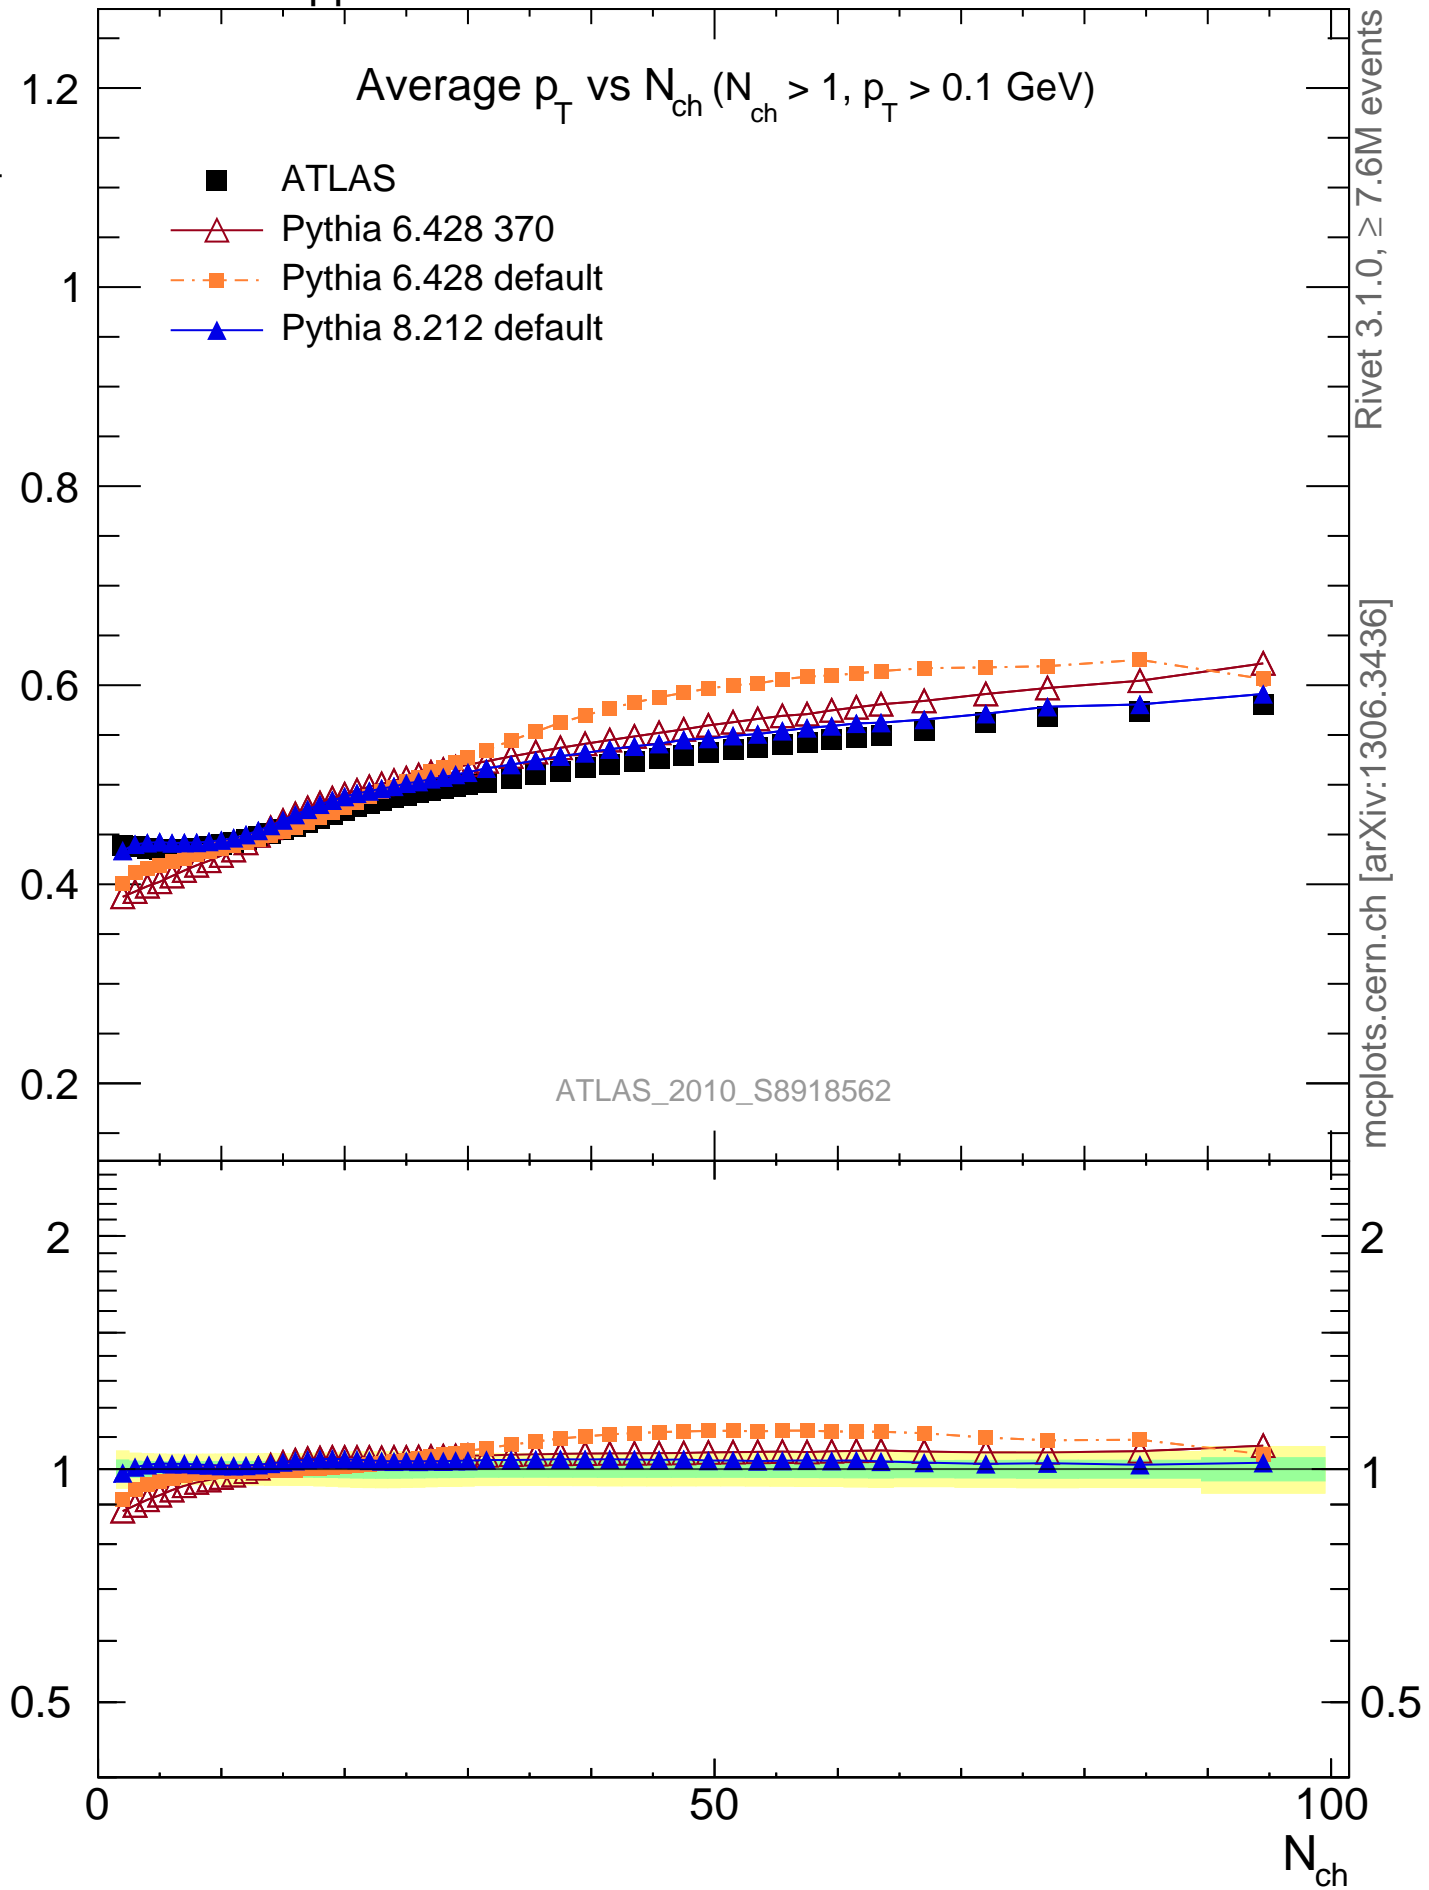 Average p_T vs N_ch (N_ch > 1, p_T > 0.1 GeV)
ATLAS
Pythia 6.428 370
Pythia 6.428 default
Pythia 8.212 default
1.2
1
0.8
0.6
0.4
0.2
ATLAS_2010_S8918562
Rivet 3.1.0, ≥ 7.6M events
mcplots.cern.ch [arXiv:1306.3436]
2
1
0.5
2
1
0.5
0
50
100
N_ch